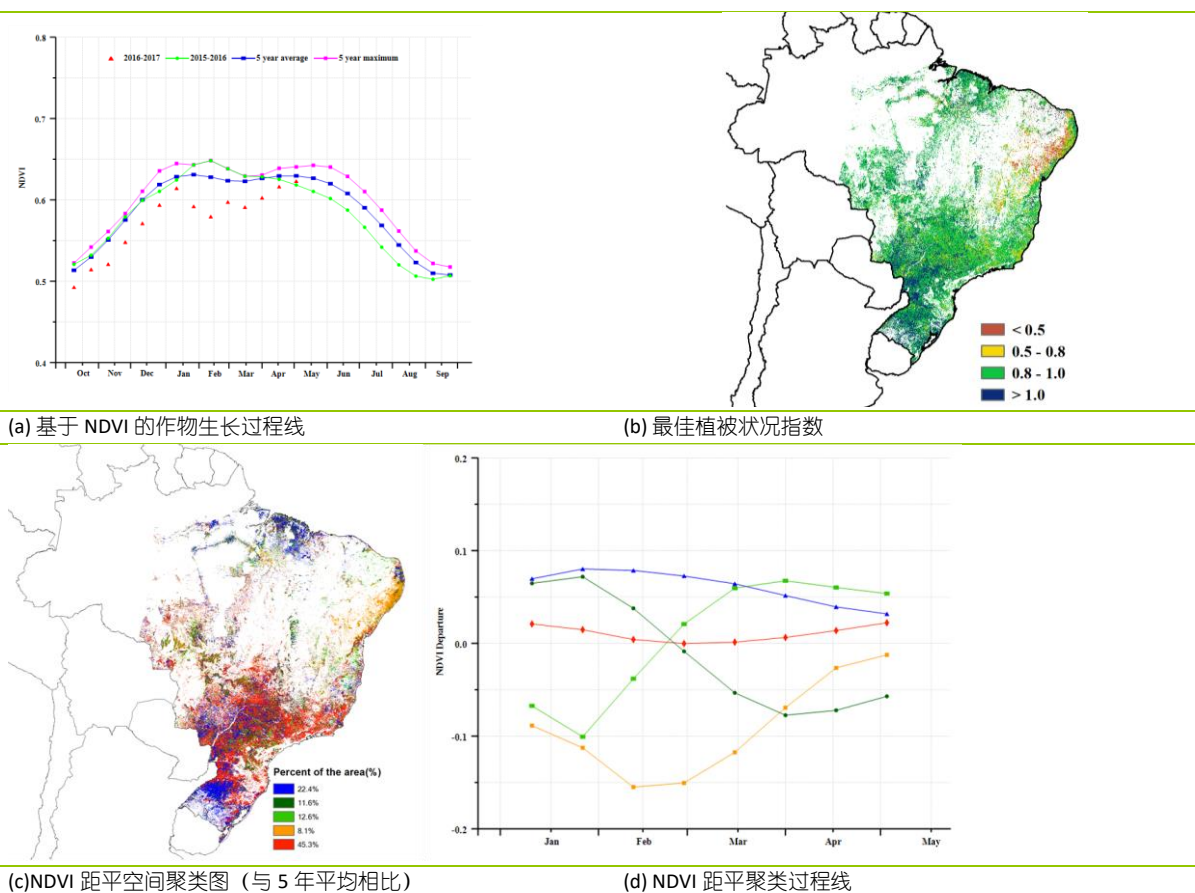 0.8
2016-2017 2015-2016 5 year average 5 year maximum
0.7
NDVI
0.6
0.5
0.4
Oct Nov Dec Jan Feb Mar Apr May Jun Jul Aug Sep
< 0.5
0.5 - 0.8
0.8 - 1.0
> 1.0
(a) 基于 NDVI 的作物生长过程线
(b) 最佳植被状况指数
Percent of the area(%)
22.4%
11.6%
12.6%
8.1%
45.3%
0.2
0.1
NDVI Departure
0.0
-0.1
-0.2
Jan Feb Mar Apr May
(c)NDVI 距平空间聚类图（与 5 年平均相比）
(d) NDVI 距平聚类过程线